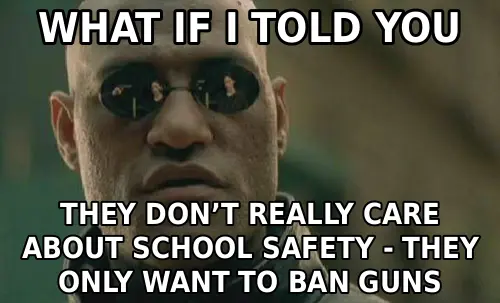 WHAT IF I TOLD YOU
THEY DON’T REALLY CARE
ABOUT SCHOOL SAFETY - THEY
ONLY WANT TO BAN GUNS